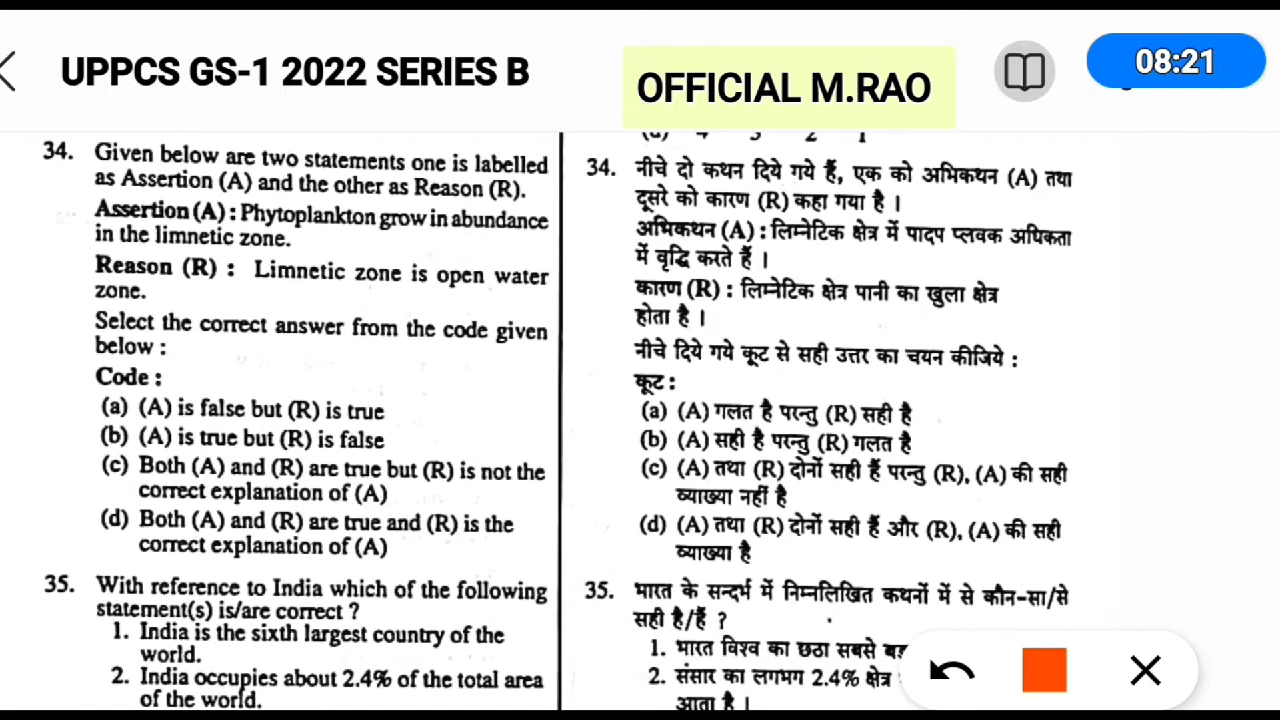 UPPCS GS-1 2022 SERIES B
OFFICIAL M.RAO
08:21
34. Given below are two statements one is labelled
as Assertion (A) and the other as Reason (R).
Assertion (A) : Phytoplankton grow in abundance
in the limnetic zone.
Reason (R) : Limnetic zone is open water
zone.
Select the correct answer from the code given
below :
Code :
(a) (A) is false but (R) is true
(b) (A) is true but (R) is false
(c) Both (A) and (R) are true but (R) is not the
correct explanation of (A)
(d) Both (A) and (R) are true and (R) is the
correct explanation of (A)
35. With reference to India which of the following
statement(s) is/are correct ?
1. India is the sixth largest country of the
world.
2. India occupies about 2.4% of the total area
of the world.
(d) 4 3 2 1
34. नीचे दो कथन दिये गये हैं, एक को अभिकथन (A) तथा
दूसरे को कारण (R) कहा गया है ।
अभिकथन (A) : लिम्नेटिक क्षेत्र में पादप प्लवक अधिकता
में वृद्धि करते हैं ।
कारण (R) : लिम्नेटिक क्षेत्र पानी का खुला क्षेत्र
होता है ।
नीचे दिये गये कूट से सही उत्तर का चयन कीजिये :
कूट :
(a) (A) गलत है परन्तु (R) सही है
(b) (A) सही है परन्तु (R) गलत है
(c) (A) तथा (R) दोनों सही हैं परन्तु (R), (A) की सही
व्याख्या नहीं है
(d) (A) तथा (R) दोनों सही हैं और (R), (A) की सही
व्याख्या है
35. भारत के सन्दर्भ में निम्नलिखित कथनों में से कौन-सा/से
सही है/हैं ?
1. भारत विश्व का छठा सबसे
2. संसार का लगभग 2.4% क्षेत्र
आता है ।